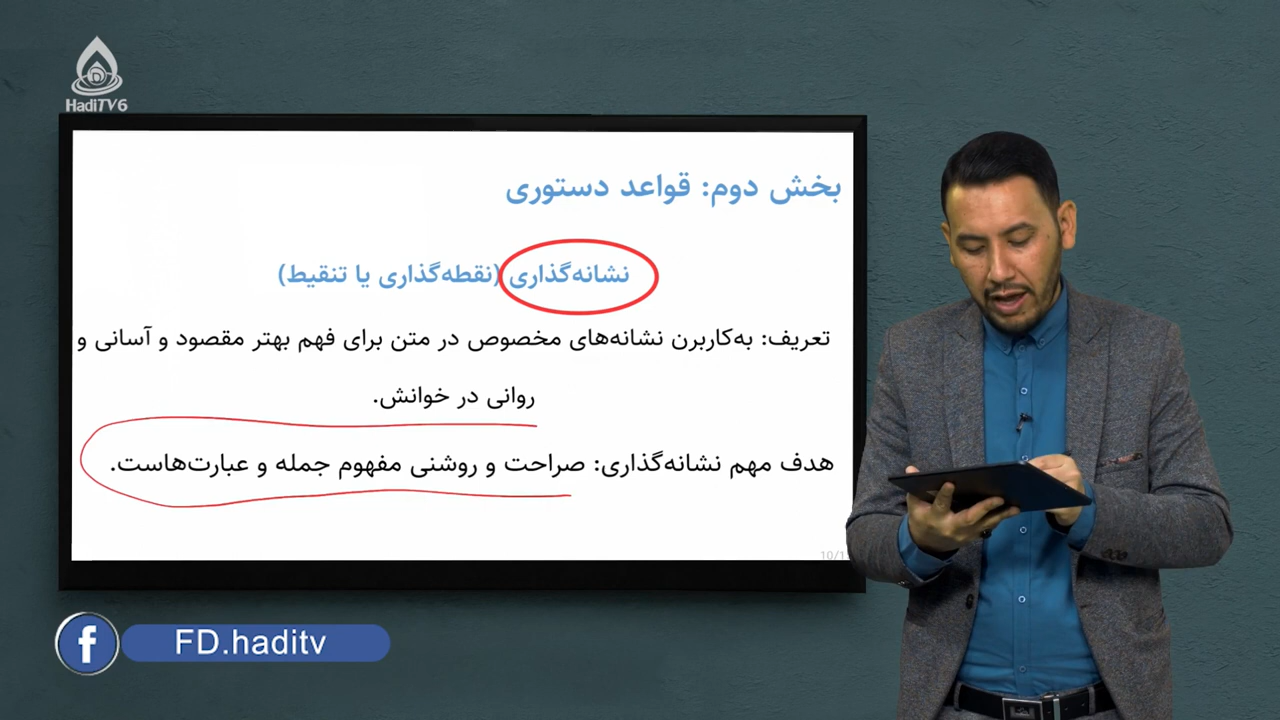 HadiTV6
بخش دوم: قواعد دستوری
نشانه‌گذاری (نقطه‌گذاری یا تنقیط)
تعریف: به‌کاربرن نشانه‌های مخصوص در متن برای فهم بهتر مقصود و آسانی و
روانی در خوانش.
هدف مهم نشانه‌گذاری: صراحت و روشنی مفهوم جمله و عبارت‌هاست.
FD.haditv